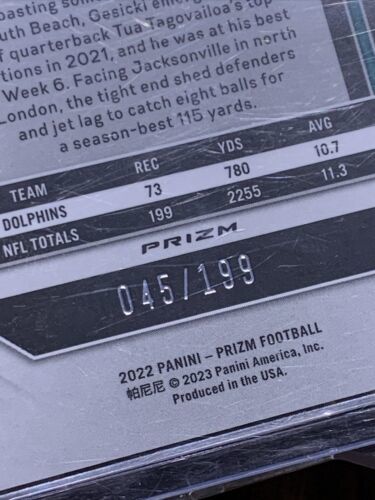 uth Beach, Gesicki
of quarterback Tua Tagovailoa's top
tions in 2021, and he was at his best
Week 6. Facing Jacksonville in north
London, the tight end shed defenders
and jet lag to catch eight balls for
a season-best 115 yards.
TEAM REC YDS AVG
DOLPHINS 73 780 10.7
NFL TOTALS 199 2255 11.3
PRIZM
045/199
2022 PANINI – PRIZM FOOTBALL
帕尼尼 © 2023 Panini America, Inc.
Produced in the USA.